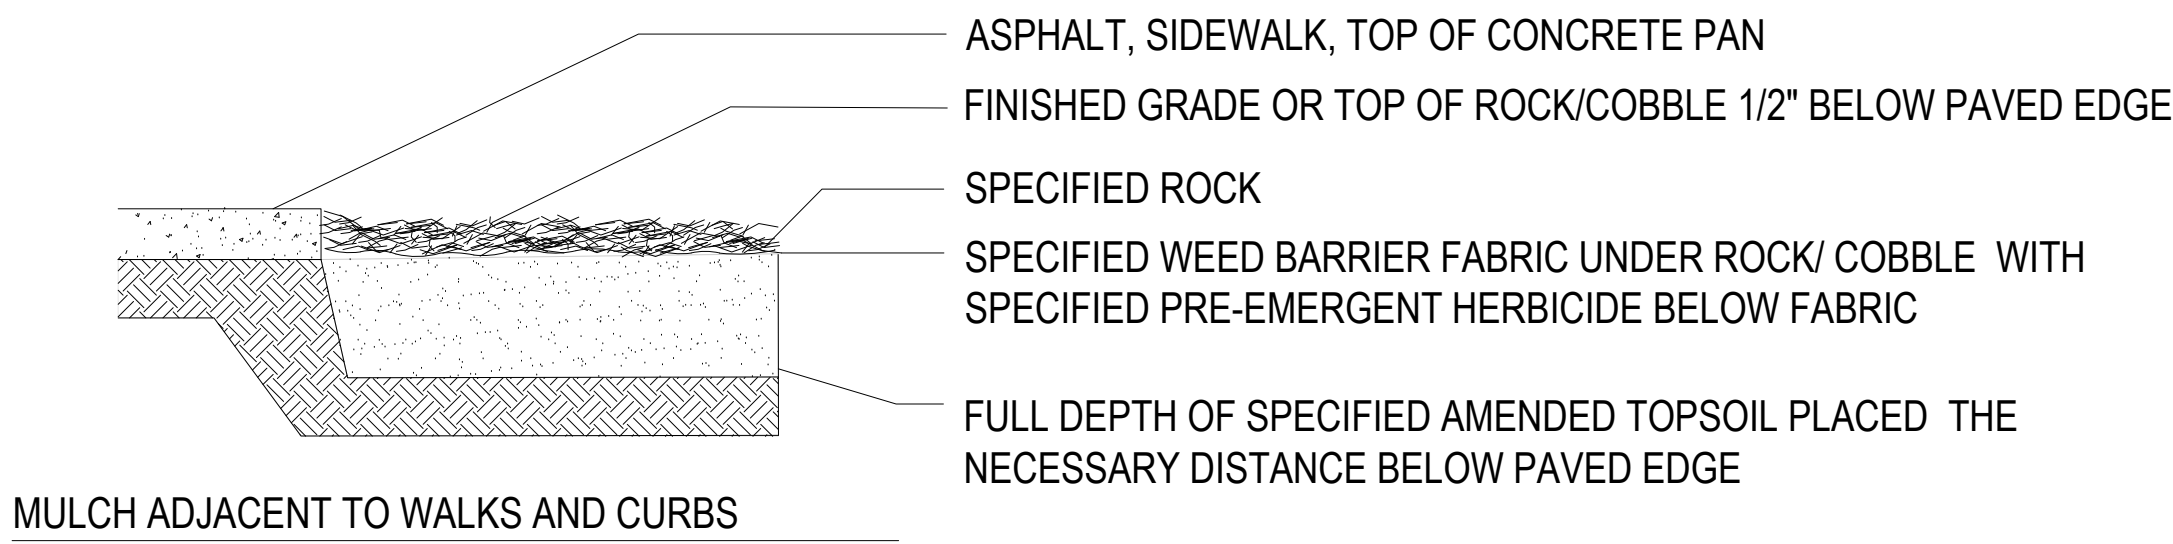 ASPHALT, SIDEWALK, TOP OF CONCRETE PAN
FINISHED GRADE OR TOP OF ROCK/COBBLE 1/2" BELOW PAVED EDGE
SPECIFIED ROCK
SPECIFIED WEED BARRIER FABRIC UNDER ROCK/ COBBLE  WITH
SPECIFIED PRE-EMERGENT HERBICIDE BELOW FABRIC
FULL DEPTH OF SPECIFIED AMENDED TOPSOIL PLACED  THE
NECESSARY DISTANCE BELOW PAVED EDGE
MULCH ADJACENT TO WALKS AND CURBS